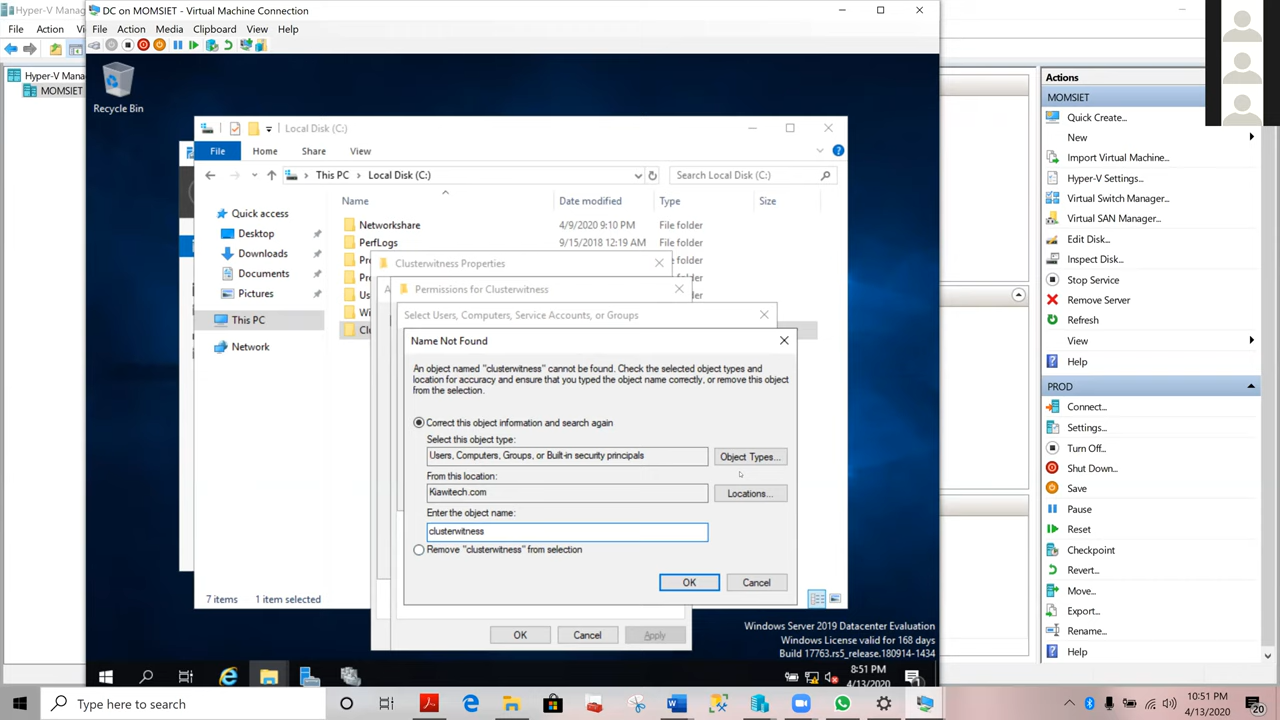 Hyper-V Mana
DC on MOMSIET - Virtual Machine Connection
File Action Vi
File Action Media Clipboard View Help
Hyper-V Mana
MOMSIET
Recycle Bin
Local Disk (C:)
File Home Share View
This PC Local Disk (C:)
Search Local Disk (C:)
Name Date modified Type Size
Quick access
Desktop
Downloads
Documents
Pictures
This PC
Network
Networkshare 4/9/2020 9:10 PM File folder
PerfLogs 9/15/2018 12:19 AM File folder
Pr e folder
Pr e folder
Us e folder
Wi
Clu
7 items 1 item selected
Clusterwitness Properties
Permissions for Clusterwitness
Select Users, Computers, Service Accounts, or Groups
Name Not Found
An object named "clusterwitness" cannot be found. Check the selected object types and
location for accuracy and ensure that you typed the object name correctly, or remove this object
from the selection.
Correct this object information and search again
Select this object type:
Users, Computers, Groups, or Built-in security principals
Object Types...
From this location:
Kiawitech.com
Locations...
Enter the object name:
clusterwitness
Remove "clusterwitness" from selection
OK Cancel
OK Cancel Apply
Windows Server 2019 Datacenter Evaluation
Windows License valid for 168 days
Build 17763.rs5_release.180914-1434
8:51 PM
4/13/2020
Actions
MOMSIET
Quick Create...
New
Import Virtual Machine...
Hyper-V Settings...
Virtual Switch Manager...
Virtual SAN Manager...
Edit Disk...
Inspect Disk...
Stop Service
Remove Server
Refresh
View
Help
PROD
Connect...
Settings...
Turn Off...
Shut Down...
Save
Pause
Reset
Checkpoint
Revert...
Move...
Export...
Rename...
Help
Type here to search
10:51 PM
4/13/2020
20